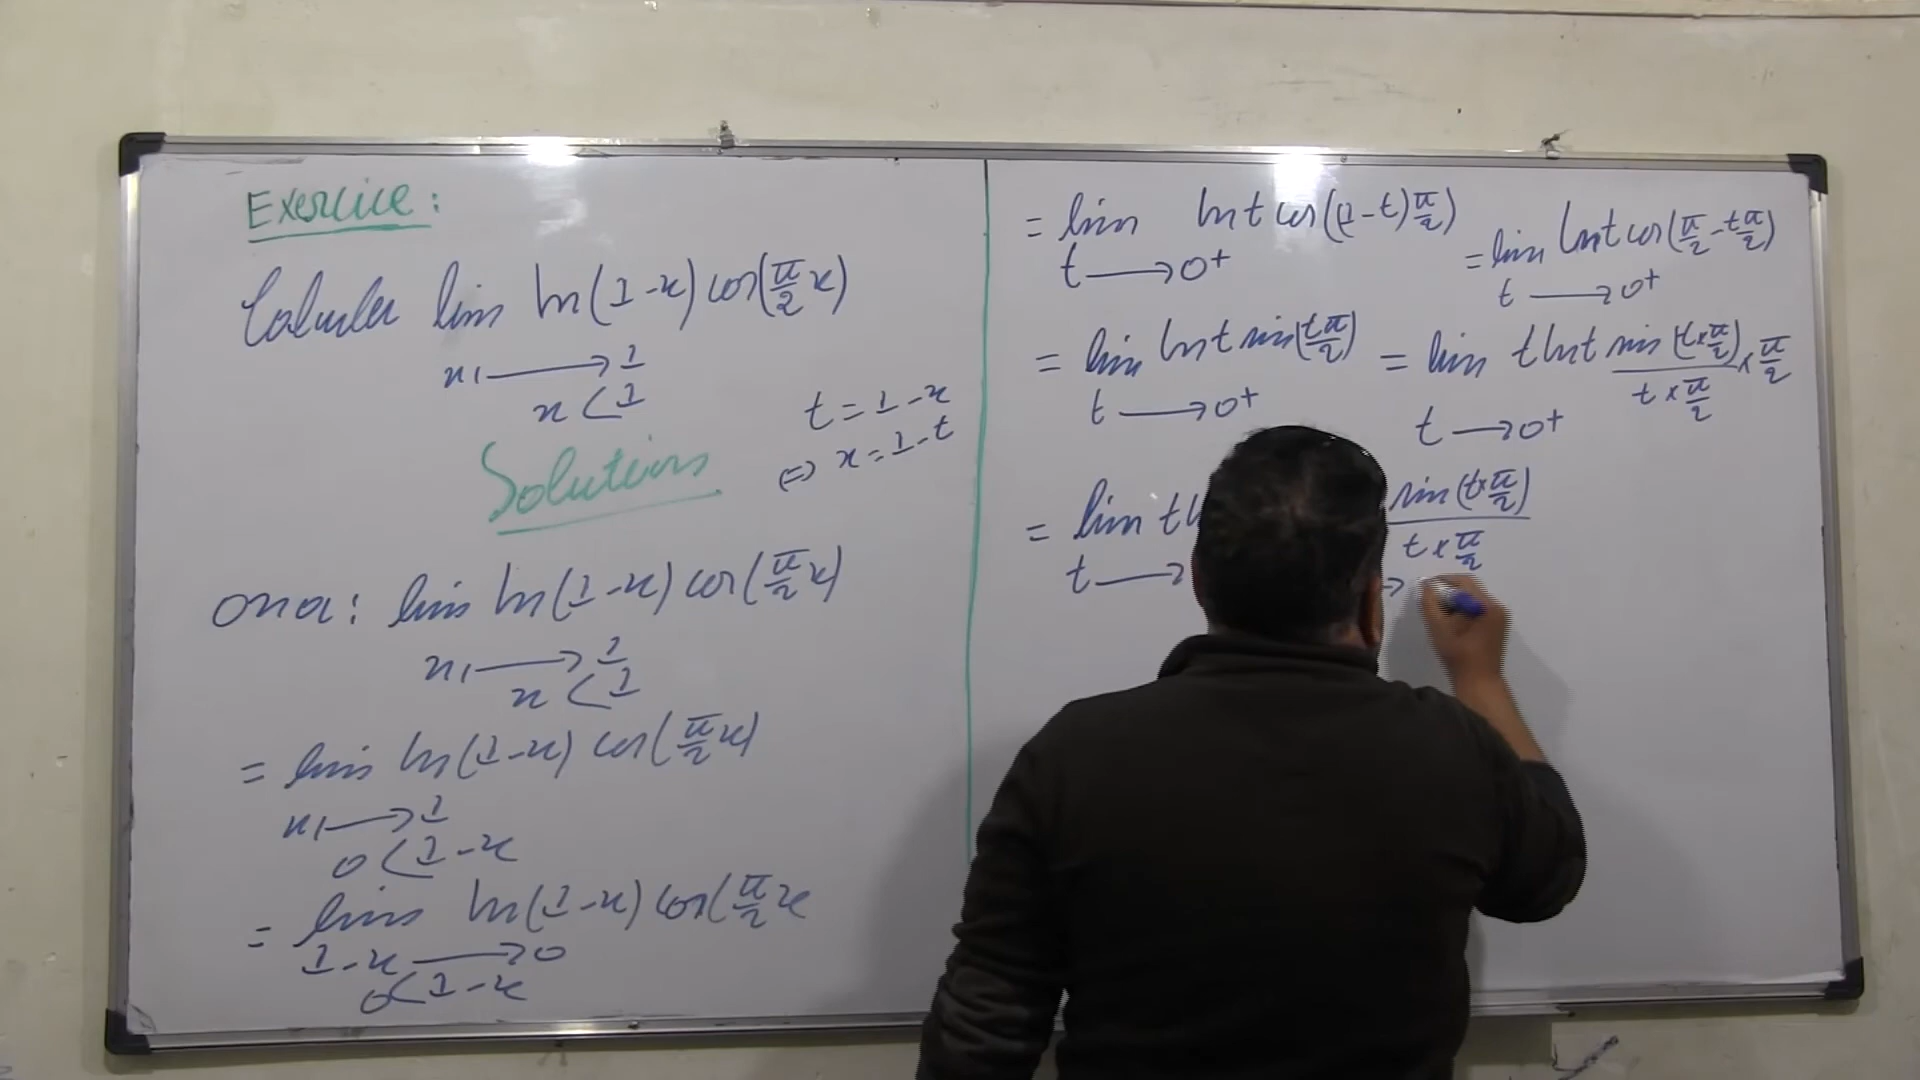 Exercice :
Calculer lim ln(1-x) cos(π/2 x)
x → 1
x < 1
t = 1-x
⇔ x = 1-t
Solution
on a : lim ln(1-x) cos(π/2 x)
x → 1
x < 1
= lim ln(1-x) cos(π/2 x)
x → 1
0 < 1-x
= lim ln(1-x) cos(π/2 x
1-x → 0
0 < 1-x
= lim ln t cos((1-t)π/2)
t → 0+
= lim ln t cos(π/2 - tπ/2)
t → 0+
= lim ln t sin(tπ/2)
t → 0+
= lim t ln t sin(t×π/2)/(t×π/2) × π/2
t → 0+
= lim t l
t →
sin(t×π/2)/(t×π/2)
→